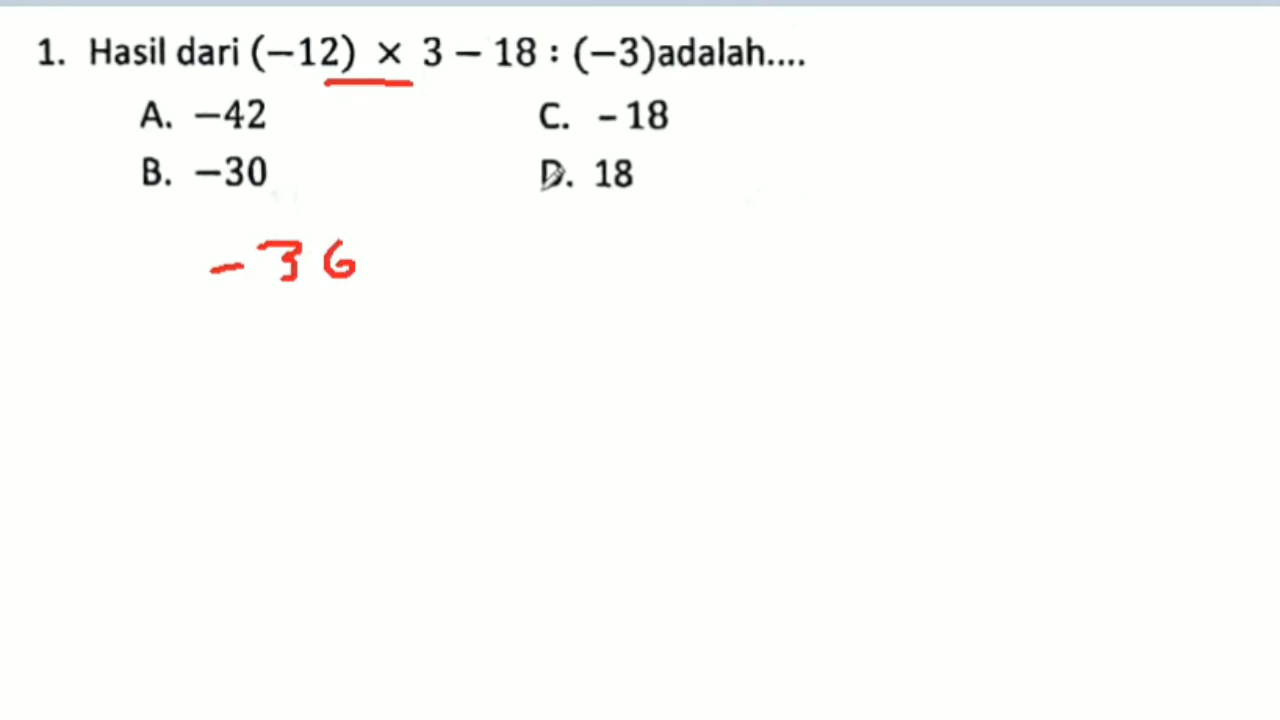 1. Hasil dari (−12) × 3 − 18 : (−3)adalah....
A. −42 C. - 18
B. −30 D. 18
- 36